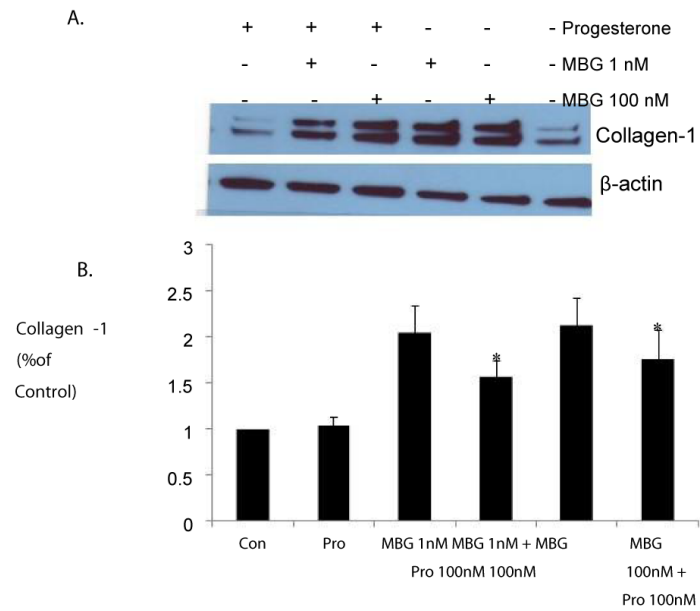 A.
+ + + - - - Progesterone
- + - + - - MBG 1 nM
- - + - + - MBG 100 nM
Collagen-1
β-actin
B.
Collagen -1
(%of
Control)
3
2.5
2
1.5
1
0.5
0
*
*
Con Pro MBG 1nM MBG 1nM + MBG MBG
Pro 100nM 100nM 100nM +
Pro 100nM